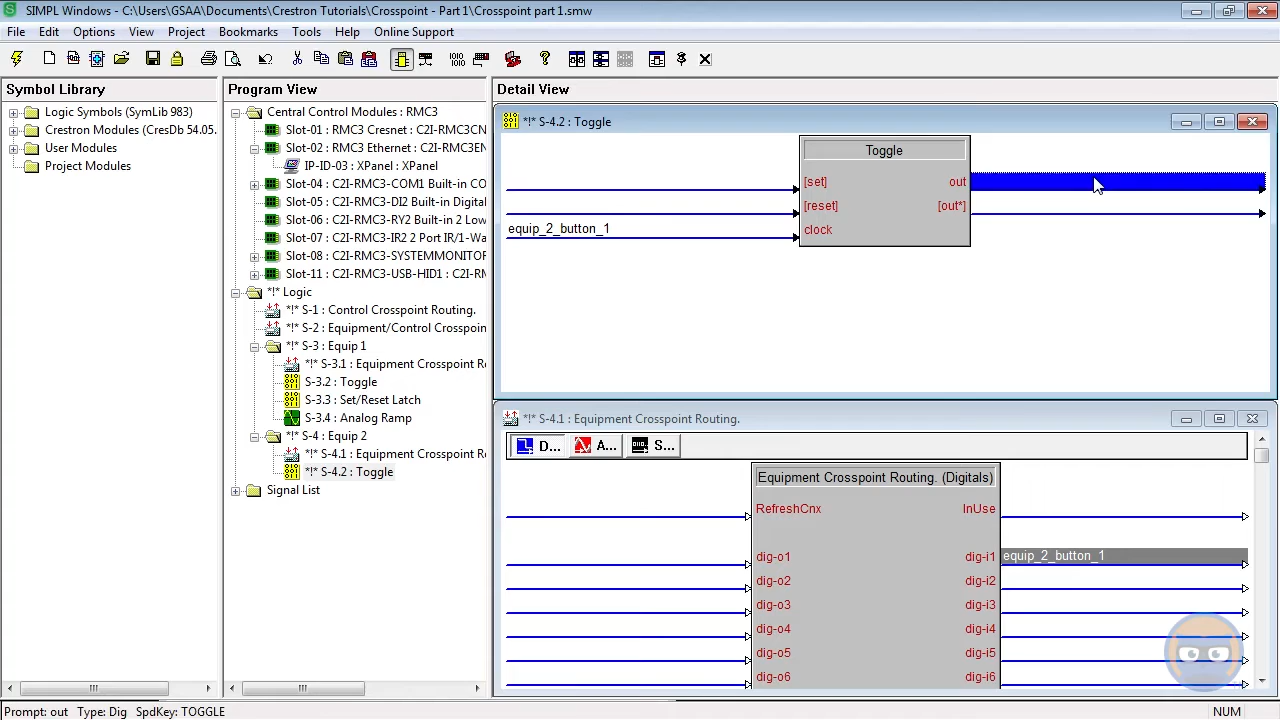 SIMPL Windows - C:\Users\GSAA\Documents\Crestron Tutorials\Crosspoint - Part 1\Crosspoint part 1.smw
File Edit Options View Project Bookmarks Tools Help Online Support
Symbol Library
Logic Symbols (SymLib 983)
Crestron Modules (CresDb 54.05.
User Modules
Project Modules
Program View
Central Control Modules : RMC3
Slot-01 : RMC3 Cresnet : C2I-RMC3CN
Slot-02 : RMC3 Ethernet : C2I-RMC3EN
IP-ID-03 : XPanel : XPanel
Slot-04 : C2I-RMC3-COM1 Built-in CO
Slot-05 : C2I-RMC3-DI2 Built-in Digita
Slot-06 : C2I-RMC3-RY2 Built-in 2 Low
Slot-07 : C2I-RMC3-IR2 2 Port IR/1-Wa
Slot-08 : C2I-RMC3-SYSTEMMONITOR
Slot-11 : C2I-RMC3-USB-HID1 : C2I-RM
*!* Logic
*!* S-1 : Control Crosspoint Routing.
*!* S-2 : Equipment/Control Crosspoin
*!* S-3 : Equip 1
*!* S-3.1 : Equipment Crosspoint R
S-3.2 : Toggle
S-3.3 : Set/Reset Latch
S-3.4 : Analog Ramp
*!* S-4 : Equip 2
*!* S-4.1 : Equipment Crosspoint R
*!* S-4.2 : Toggle
Signal List
Detail View
*!* S-4.2 : Toggle
Toggle
[set] out
[reset] [out*]
equip_2_button_1 clock
*!* S-4.1 : Equipment Crosspoint Routing.
D... A... S...
Equipment Crosspoint Routing. (Digitals)
RefreshCnx InUse
dig-o1 dig-i1 equip_2_button_1
dig-o2 dig-i2
dig-o3 dig-i3
dig-o4 dig-i4
dig-o5 dig-i5
dig-o6 dig-i6
Prompt: out Type: Dig SpdKey: TOGGLE NUM